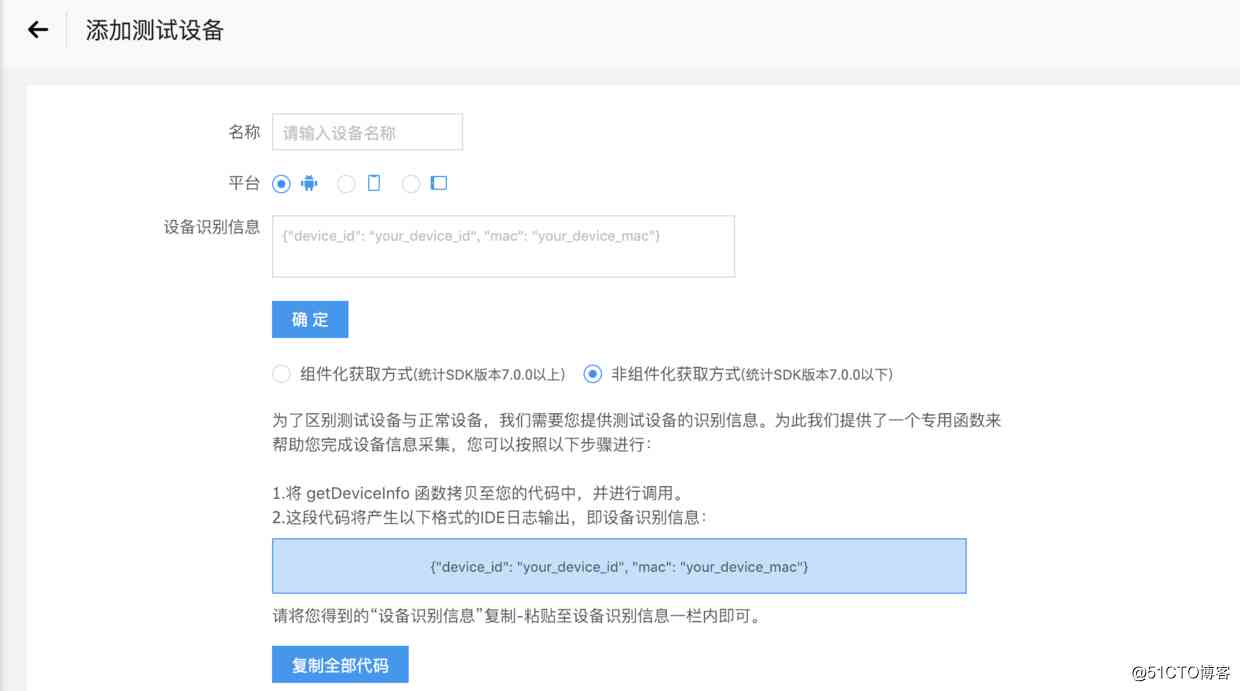 添加测试设备
名称 请输入设备名称
平台
设备识别信息 {"device_id": "your_device_id", "mac": "your_device_mac"}
确 定
组件化获取方式(统计SDK版本7.0.0以上) 非组件化获取方式(统计SDK版本7.0.0以下)
为了区别测试设备与正常设备，我们需要您提供测试设备的识别信息。为此我们提供了一个专用函数来
帮助您完成设备信息采集，您可以按照以下步骤进行：
1.将 getDeviceInfo 函数拷贝至您的代码中，并进行调用。
2.这段代码将产生以下格式的IDE日志输出，即设备识别信息：
{"device_id": "your_device_id", "mac": "your_device_mac"}
请将您得到的“设备识别信息”复制-粘贴至设备识别信息一栏内即可。
复制全部代码
@51CTO博客